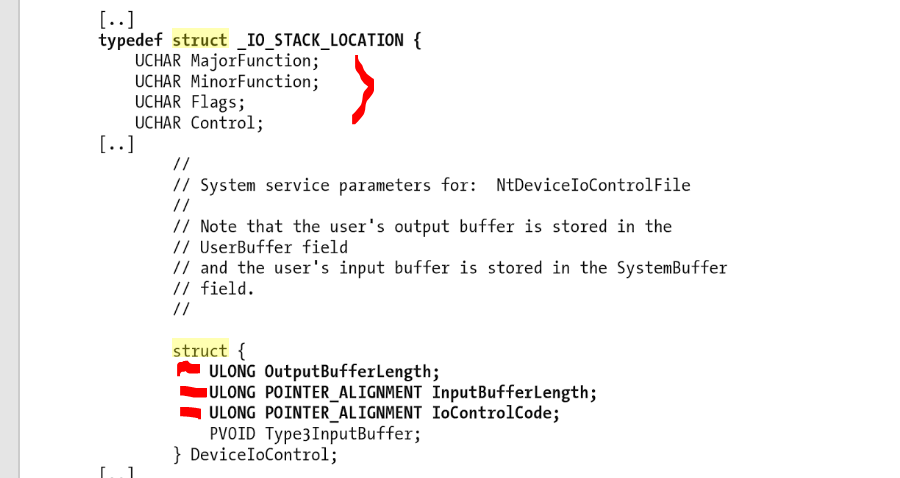 [..]
typedef struct _IO_STACK_LOCATION {
UCHAR MajorFunction;
UCHAR MinorFunction;
UCHAR Flags;
UCHAR Control;
[..]
//
// System service parameters for:  NtDeviceIoControlFile
//
// Note that the user's output buffer is stored in the
// UserBuffer field
// and the user's input buffer is stored in the SystemBuffer
// field.
//
struct {
ULONG OutputBufferLength;
ULONG POINTER_ALIGNMENT InputBufferLength;
ULONG POINTER_ALIGNMENT IoControlCode;
PVOID Type3InputBuffer;
} DeviceIoControl;
[..]